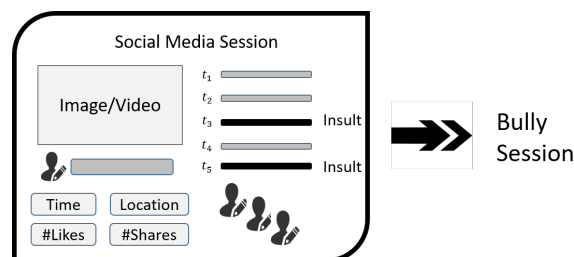 Social Media Session
Image/Video
t₁
t₂
t₃ Insult
t₄
t₅ Insult
Time Location
#Likes #Shares
Bully
Session